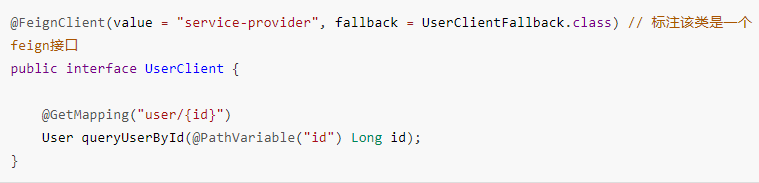 @FeignClient(value = "service-provider", fallback = UserClientFallback.class) // 标注该类是一个
feign接口
public interface UserClient {
@GetMapping("user/{id}")
User queryUserById(@PathVariable("id") Long id);
}